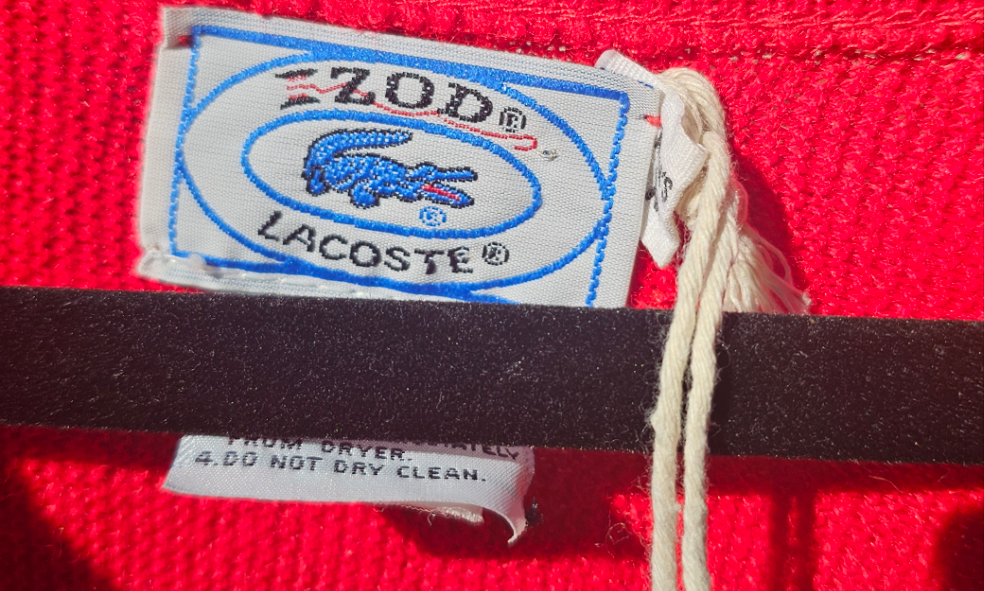 IZOD®
®
LACOSTE®
FROM DRYER.
4.DO NOT DRY CLEAN.